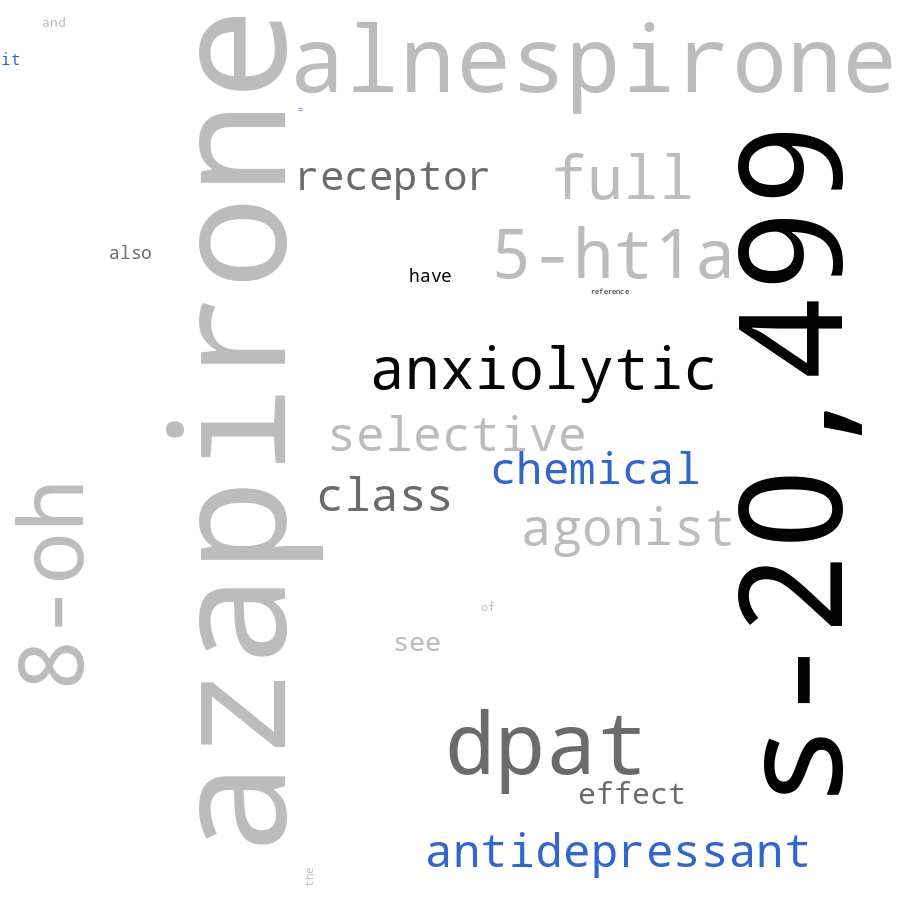 and
it
azapirone
alnespirone
=
receptor
full
s-20,499
also
5-ht1a
have
reference
anxiolytic
selective
chemical
class
agonist
8-oh
of
see
dpat
effect
antidepressant
the